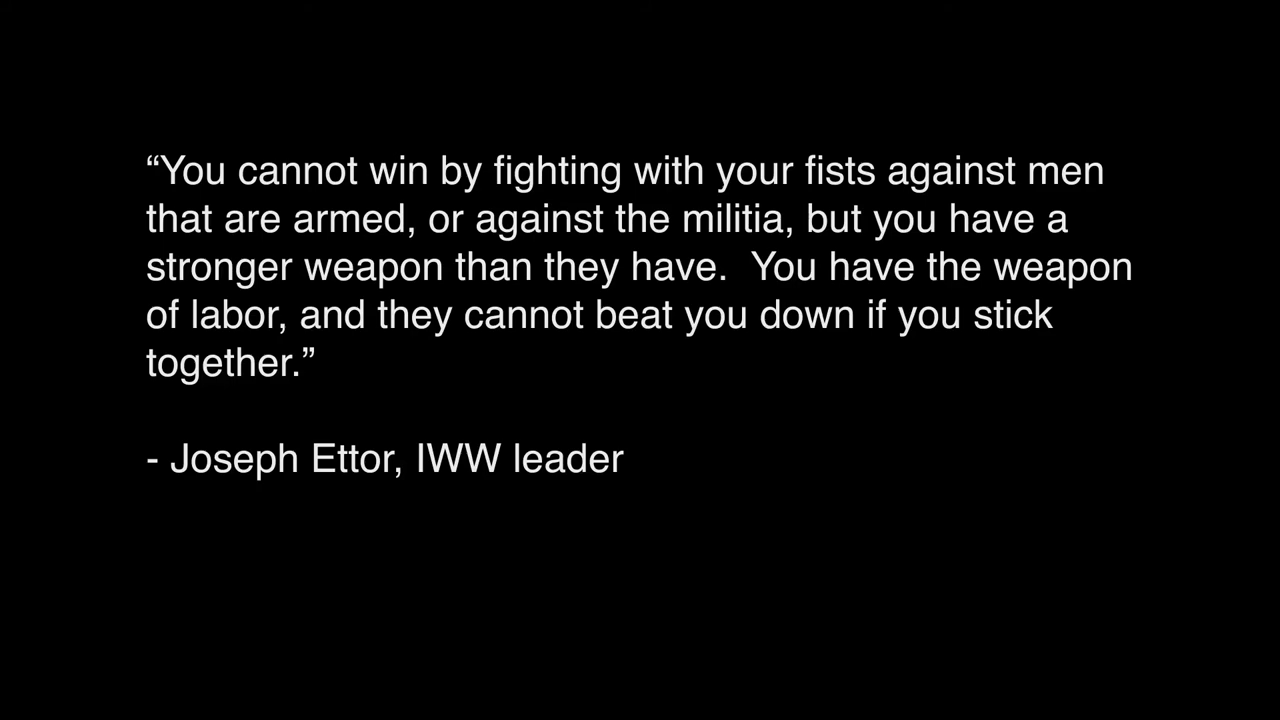 “You cannot win by fighting with your fists against men
that are armed, or against the militia, but you have a
stronger weapon than they have.  You have the weapon
of labor, and they cannot beat you down if you stick
together.”
- Joseph Ettor, IWW leader